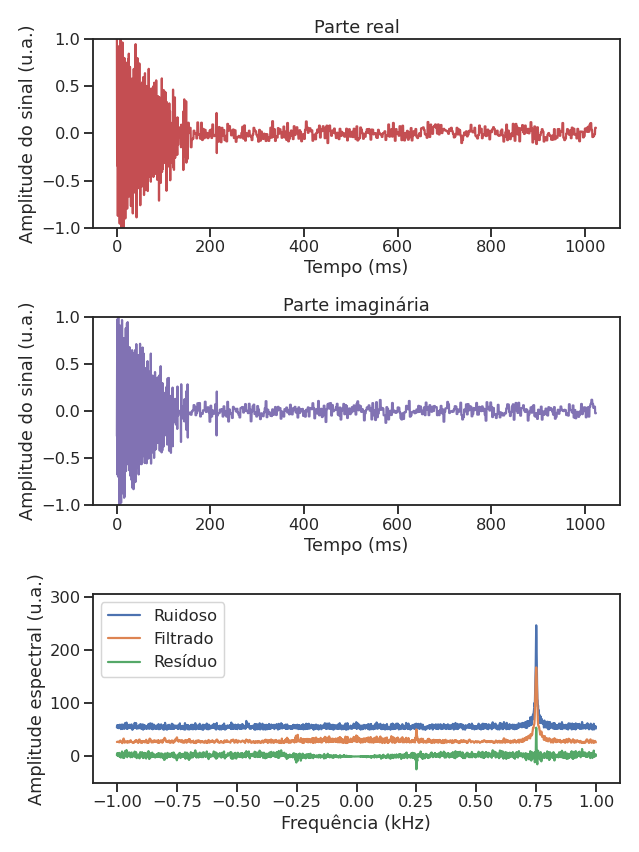 Parte real
Amplitude do sinal (u.a.)
1.0
0.5
0.0
−0.5
−1.0
0 200 400 600 800 1000
Tempo (ms)
Parte imaginária
Amplitude do sinal (u.a.)
1.0
0.5
0.0
−0.5
−1.0
0 200 400 600 800 1000
Tempo (ms)
Amplitude espectral (u.a.)
300
200
100
0
Ruidoso
Filtrado
Resíduo
−1.00 −0.75 −0.50 −0.25 0.00 0.25 0.50 0.75 1.00
Frequência (kHz)